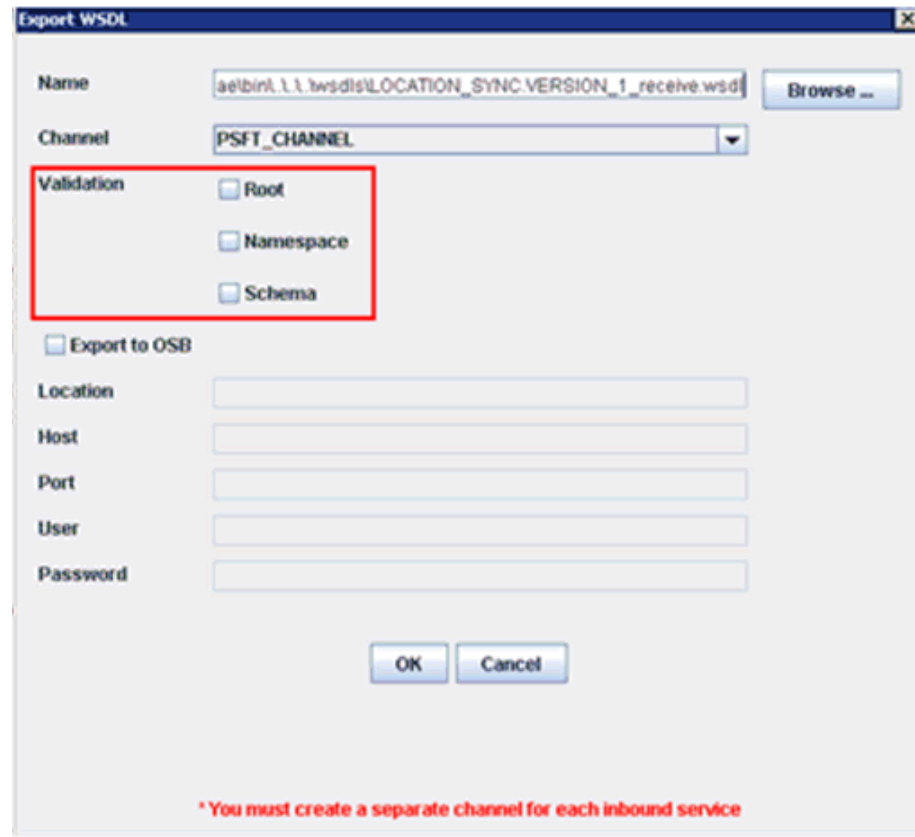 Export WSDL
Name ae\bin\..\..\..\wsdls\LOCATION_SYNC.VERSION_1_receive.wsdl Browse ...
Channel PSFT_CHANNEL
Validation Root
Namespace
Schema
Export to OSB
Location
Host
Port
User
Password
OK Cancel
* You must create a separate channel for each inbound service